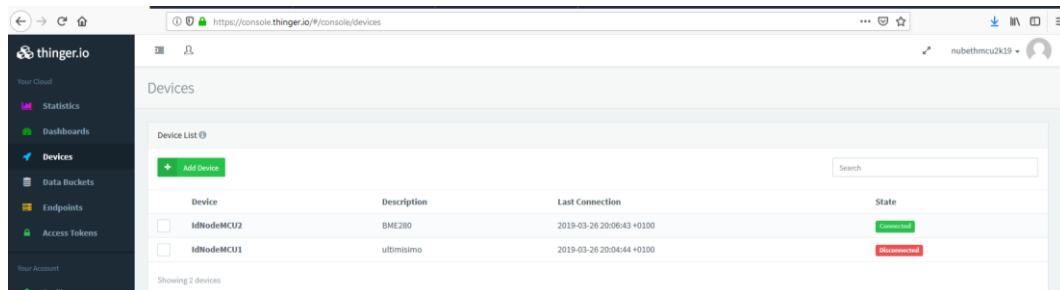 https://console.thinger.io/#/console/devices
thinger.io
nubethmcu2k19
Your Cloud
Statistics
Dashboards
Devices
Data Buckets
Endpoints
Access Tokens
Your Account
Devices
Device List
+ Add Device
Search
Device Description Last Connection State
IdNodeMCU2 BME280 2019-03-26 20:06:43 +0100 Connected
IdNodeMCU1 ultimisimo 2019-03-26 20:04:44 +0100 Disconnected
Showing 2 devices